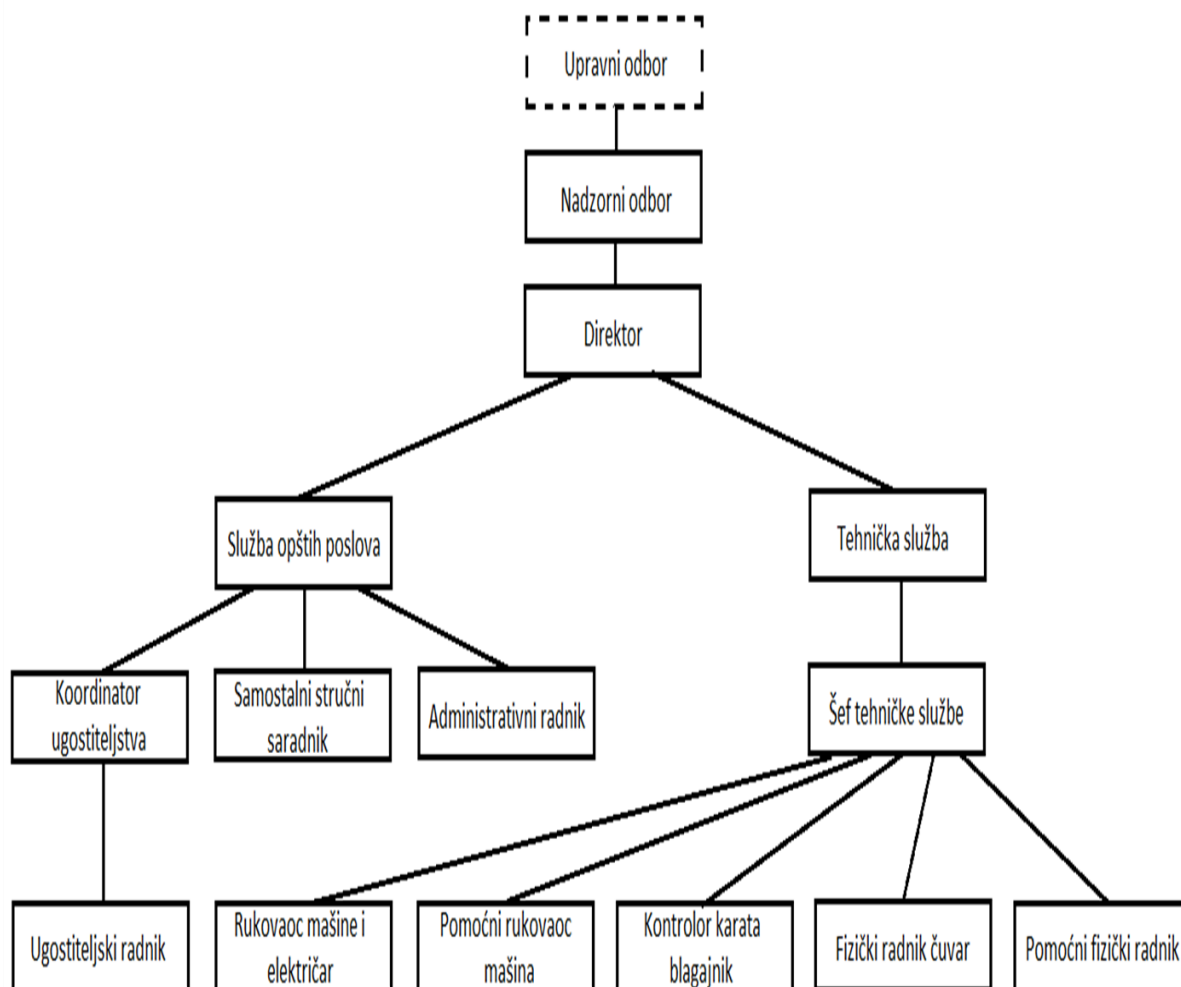 Upravni odbor
Nadzorni odbor
Direktor
Služba opštih poslova
Tehnička služba
Koordinator
ugostiteljstva
Samostalni stručni
saradnik
Administrativni radnik
Šef tehničke službe
Ugostiteljski radnik
Rukovaoc mašine i
električar
Pomoćni rukovaoc
mašina
Kontrolor karata
blagajnik
Fizički radnik čuvar
Pomoćni fizički radnik